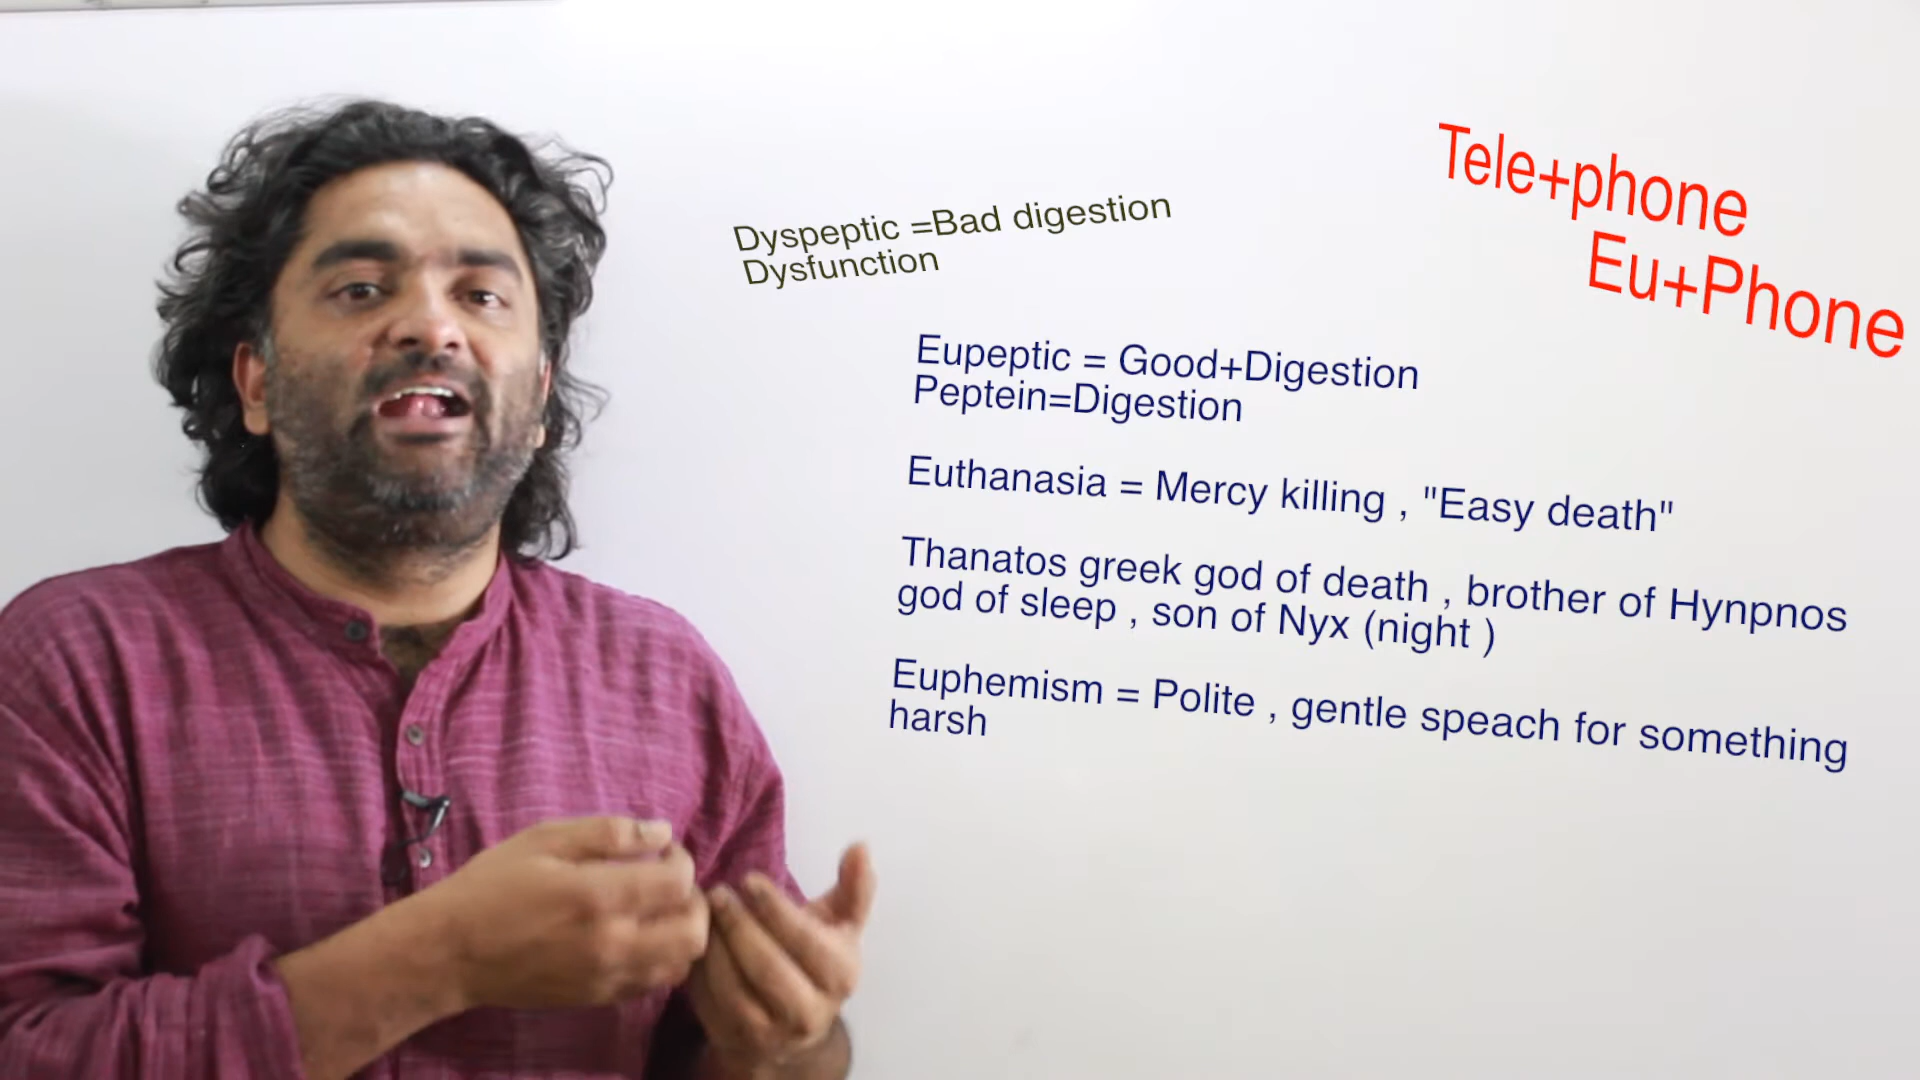 Tele+phone
Eu+Phone
Dyspeptic =Bad digestion
Dysfunction
Eupeptic = Good+Digestion
Peptein=Digestion
Euthanasia = Mercy killing , "Easy death"
Thanatos greek god of death , brother of Hynpnos
god of sleep , son of Nyx (night )
Euphemism = Polite , gentle speach for something
harsh